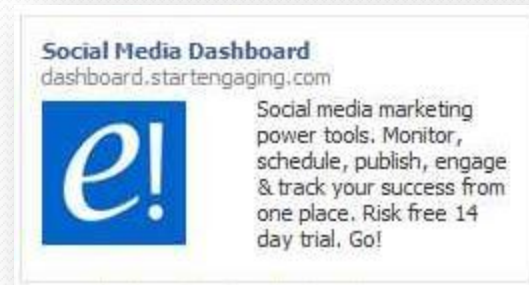 Social Media Dashboard
dashboard.startengaging.com
e!
Social media marketing
power tools. Monitor,
schedule, publish, engage
& track your success from
one place. Risk free 14
day trial. Go!